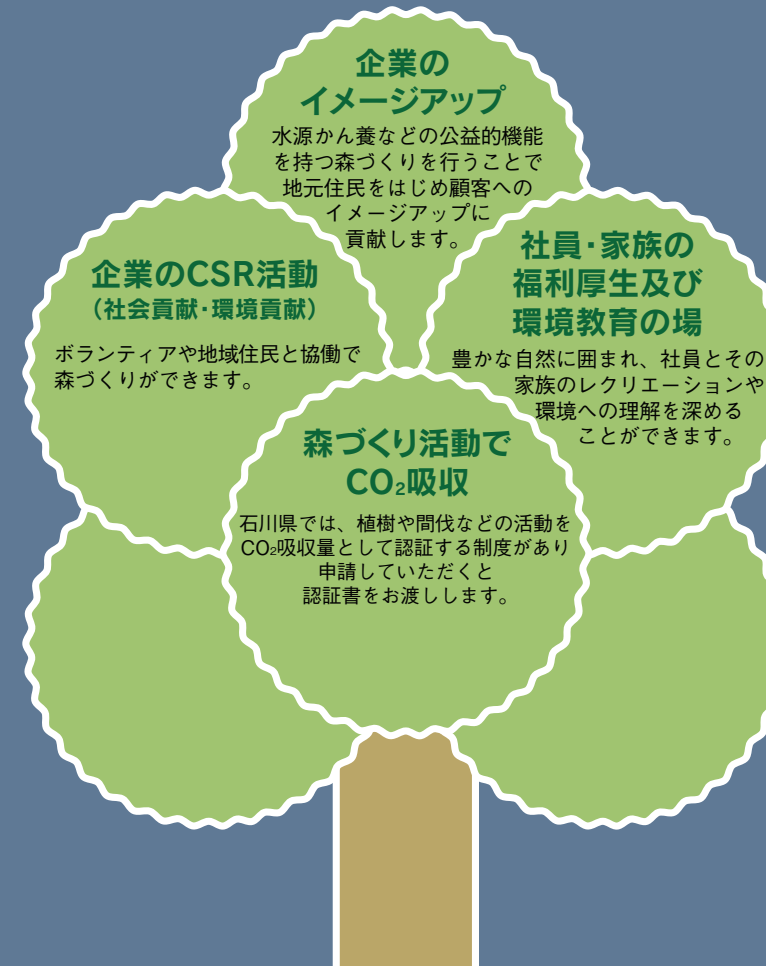 企業の
イメージアップ
水源かん養などの公益的機能
を持つ森づくりを行うことで
地元住民をはじめ顧客への
イメージアップに
貢献します。
企業のCSR活動
（社会貢献・環境貢献）
ボランティアや地域住民と協働で
森づくりができます。
社員・家族の
福利厚生及び
環境教育の場
豊かな自然に囲まれ、社員とその
家族のレクリエーションや
環境への理解を深める
ことができます。
森づくり活動で
CO₂吸収
石川県では、植樹や間伐などの活動を
CO₂吸収量として認証する制度があり
申請していただくと
認証書をお渡しします。